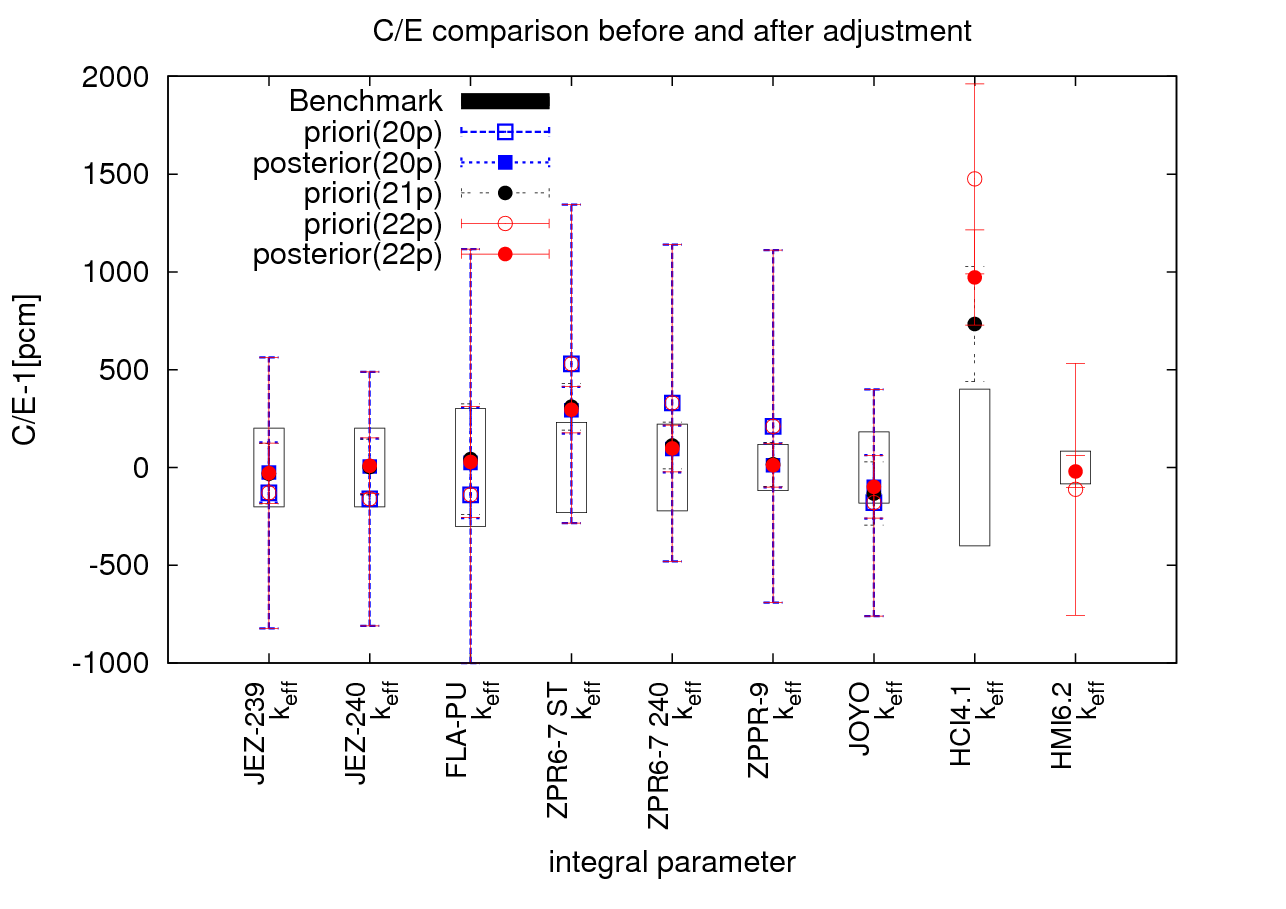 C/E comparison before and after adjustment
C/E-1[pcm]
2000
1500
1000
500
0
-500
-1000
Benchmark
priori(20p)
posterior(20p)
priori(21p)
priori(22p)
posterior(22p)
JEZ-239
keff
JEZ-240
keff
FLA-PU
keff
ZPR6-7 ST
keff
ZPR6-7 240
keff
ZPPR-9
keff
JOYO
keff
HCI4.1
keff
HMI6.2
keff
integral parameter